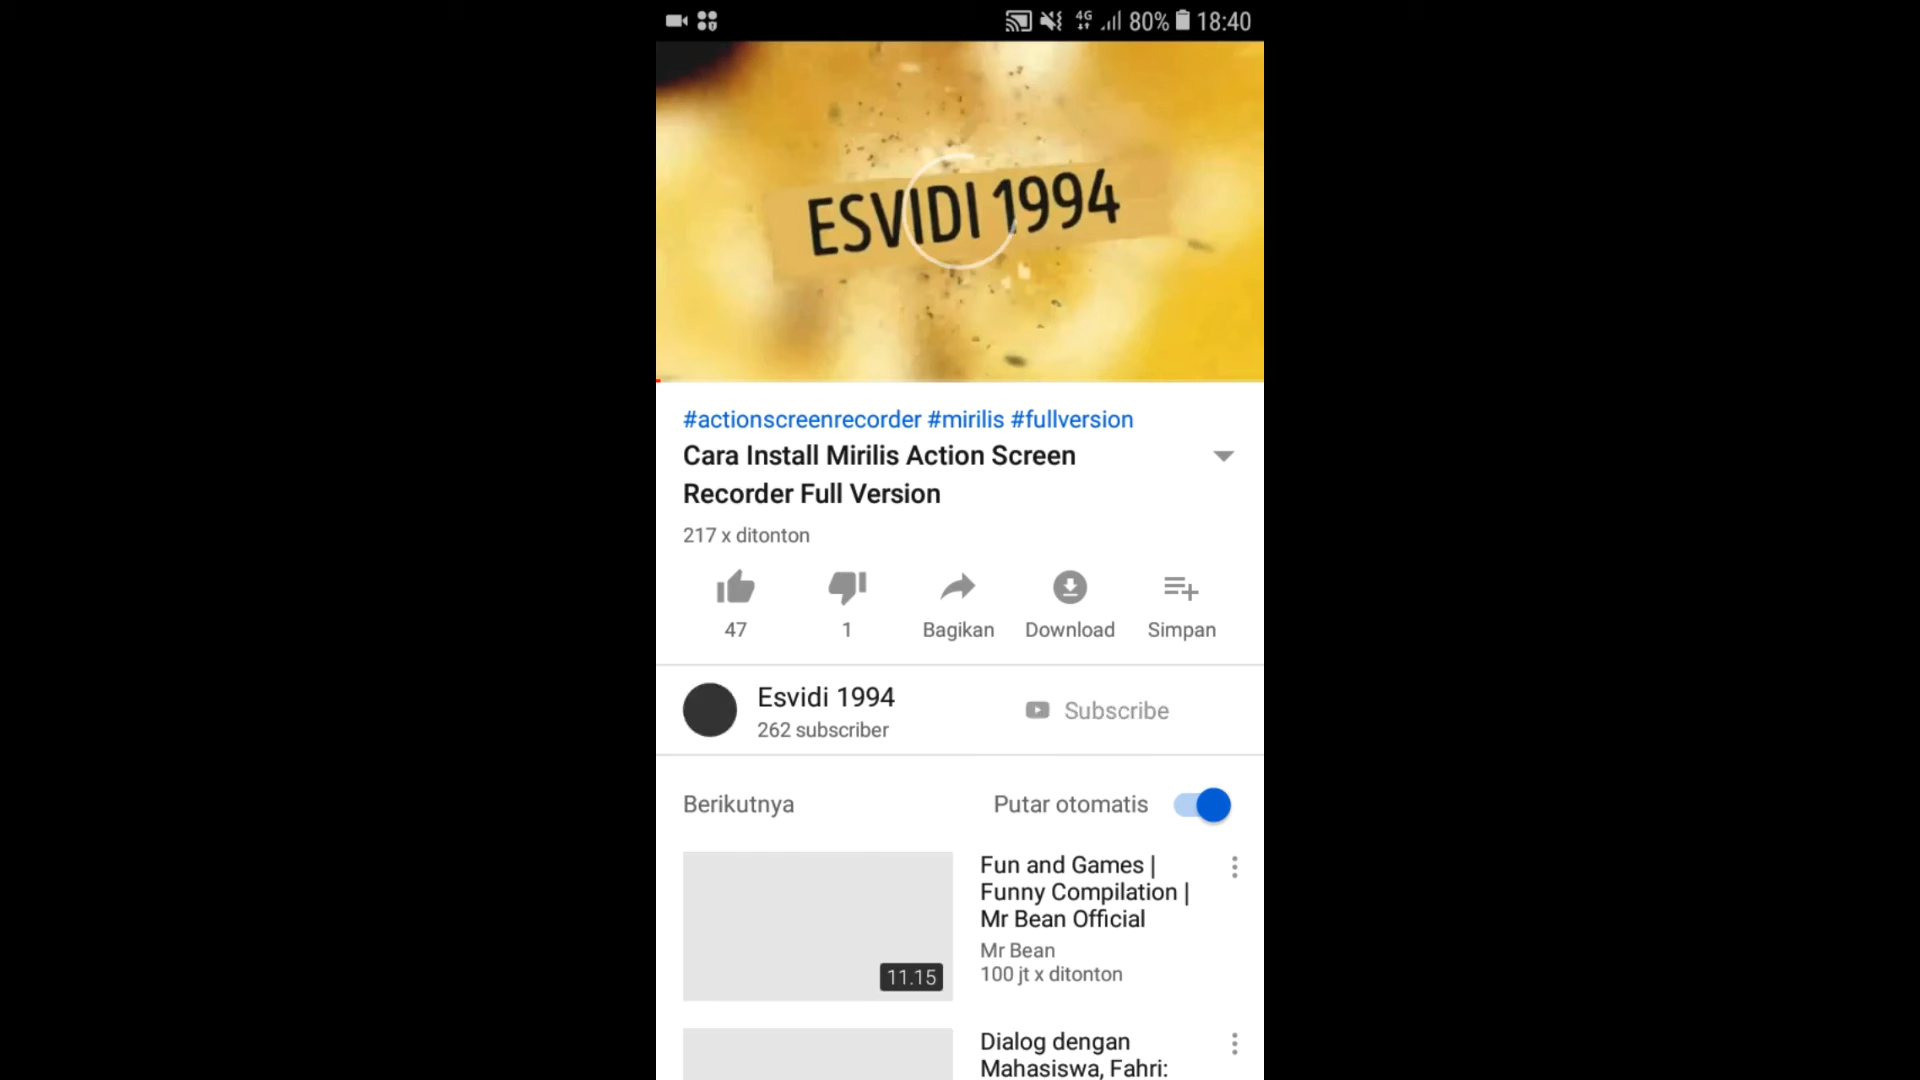 4G 80% 18:40
ESVIDI 1994
#actionscreenrecorder #mirilis #fullversion
Cara Install Mirilis Action Screen
Recorder Full Version
217 x ditonton
47 1 Bagikan Download Simpan
Esvidi 1994
262 subscriber
Subscribe
Berikutnya Putar otomatis
Fun and Games |
Funny Compilation |
Mr Bean Official
Mr Bean
100 jt x ditonton
11.15
Dialog dengan
Mahasiswa, Fahri: